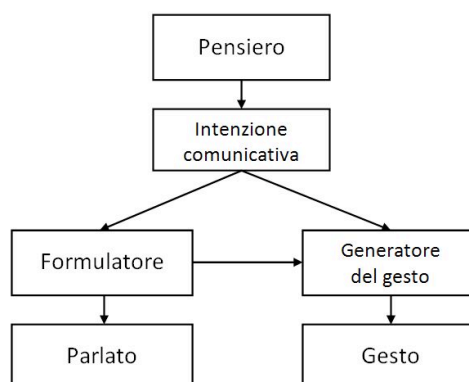 Pensiero
Intenzione
comunicativa
Formulatore
Generatore
del gesto
Parlato
Gesto